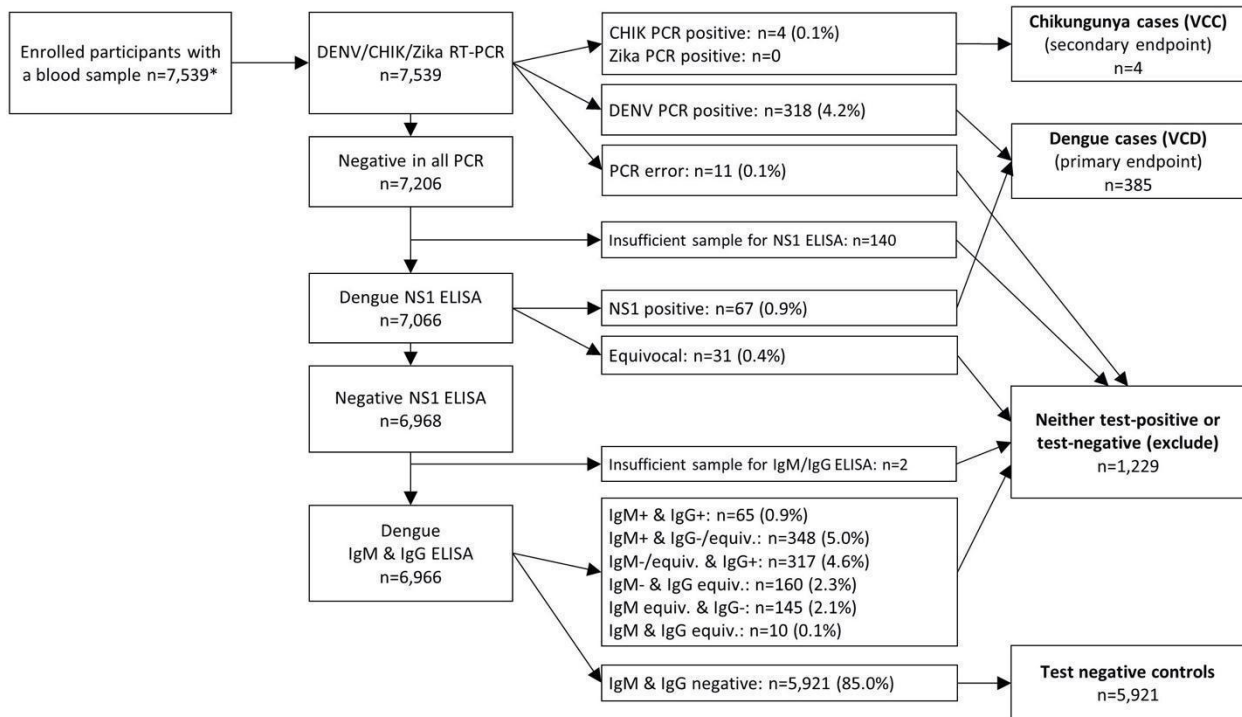 Enrolled participants with
a blood sample n=7,539*
DENV/CHIK/Zika RT-PCR
n=7,539
CHIK PCR positive: n=4 (0.1%)
Zika PCR positive: n=0
Chikungunya cases (VCC)
(secondary endpoint)
n=4
DENV PCR positive: n=318 (4.2%)
Dengue cases (VCD)
(primary endpoint)
n=385
Negative in all PCR
n=7,206
PCR error: n=11 (0.1%)
Insufficient sample for NS1 ELISA: n=140
Dengue NS1 ELISA
n=7,066
NS1 positive: n=67 (0.9%)
Equivocal: n=31 (0.4%)
Negative NS1 ELISA
n=6,968
Neither test-positive or
test-negative (exclude)
n=1,229
Insufficient sample for IgM/IgG ELISA: n=2
Dengue
IgM & IgG ELISA
n=6,966
IgM+ & IgG+: n=65 (0.9%)
IgM+ & IgG-/equiv.: n=348 (5.0%)
IgM-/equiv. & IgG+: n=317 (4.6%)
IgM- & IgG equiv.: n=160 (2.3%)
IgM equiv. & IgG-: n=145 (2.1%)
IgM & IgG equiv.: n=10 (0.1%)
IgM & IgG negative: n=5,921 (85.0%)
Test negative controls
n=5,921